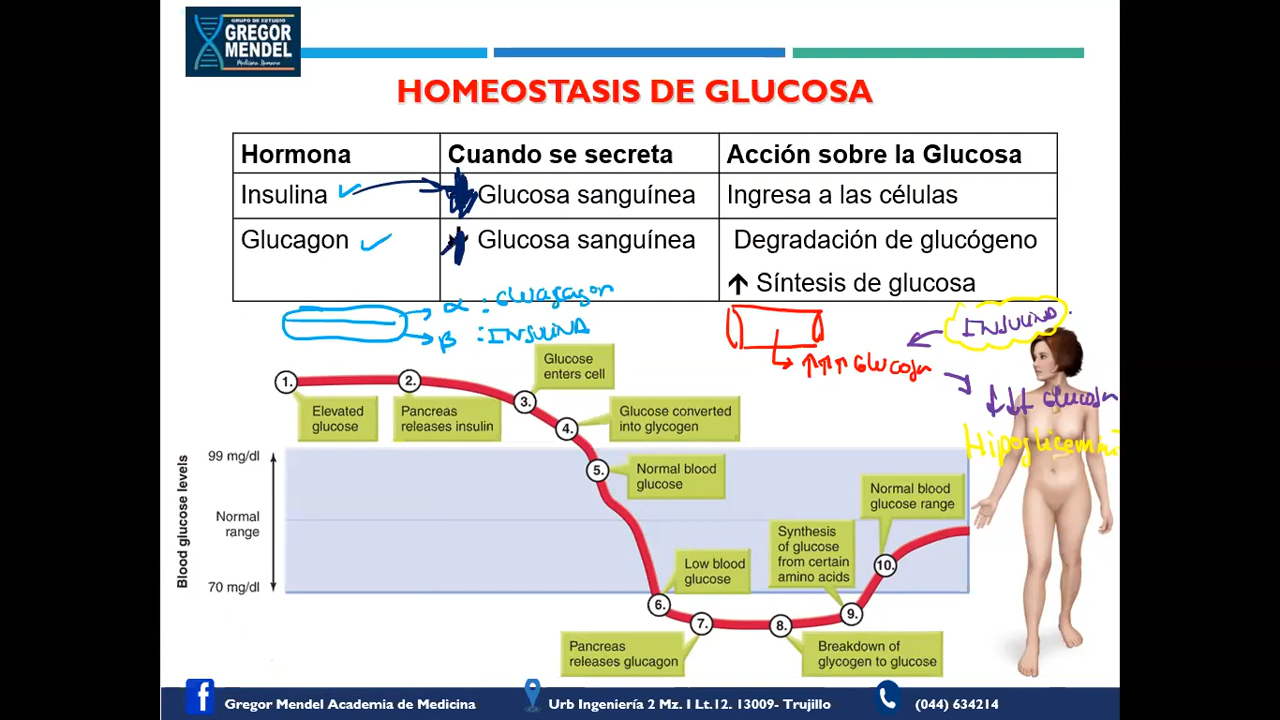 GRUPO DE ESTUDIO
GREGOR
MENDEL
Medicina Humana
HOMEOSTASIS DE GLUCOSA
Hormona Cuando se secreta Acción sobre la Glucosa
Insulina Glucosa sanguínea Ingresa a las células
Glucagon Glucosa sanguínea Degradación de glucógeno
↑ Síntesis de glucosa
α : Glucagon
β : INSULINA
INSULINA
↑↑↑ Glucosa
↓↓↓ Glucosa
Hipoglicemia
Blood glucose levels
99 mg/dl
Normal
range
70 mg/dl
1.
Elevated
glucose
2.
Pancreas
releases insulin
3.
Glucose
enters cell
4.
Glucose converted
into glycogen
5.
Normal blood
glucose
6.
Low blood
glucose
7.
Pancreas
releases glucagon
8.
Breakdown of
glycogen to glucose
9.
Synthesis
of glucose
from certain
amino acids
10.
Normal blood
glucose range
Gregor Mendel Academia de Medicina Urb Ingeniería 2 Mz. I Lt.12. 13009- Trujillo (044) 634214